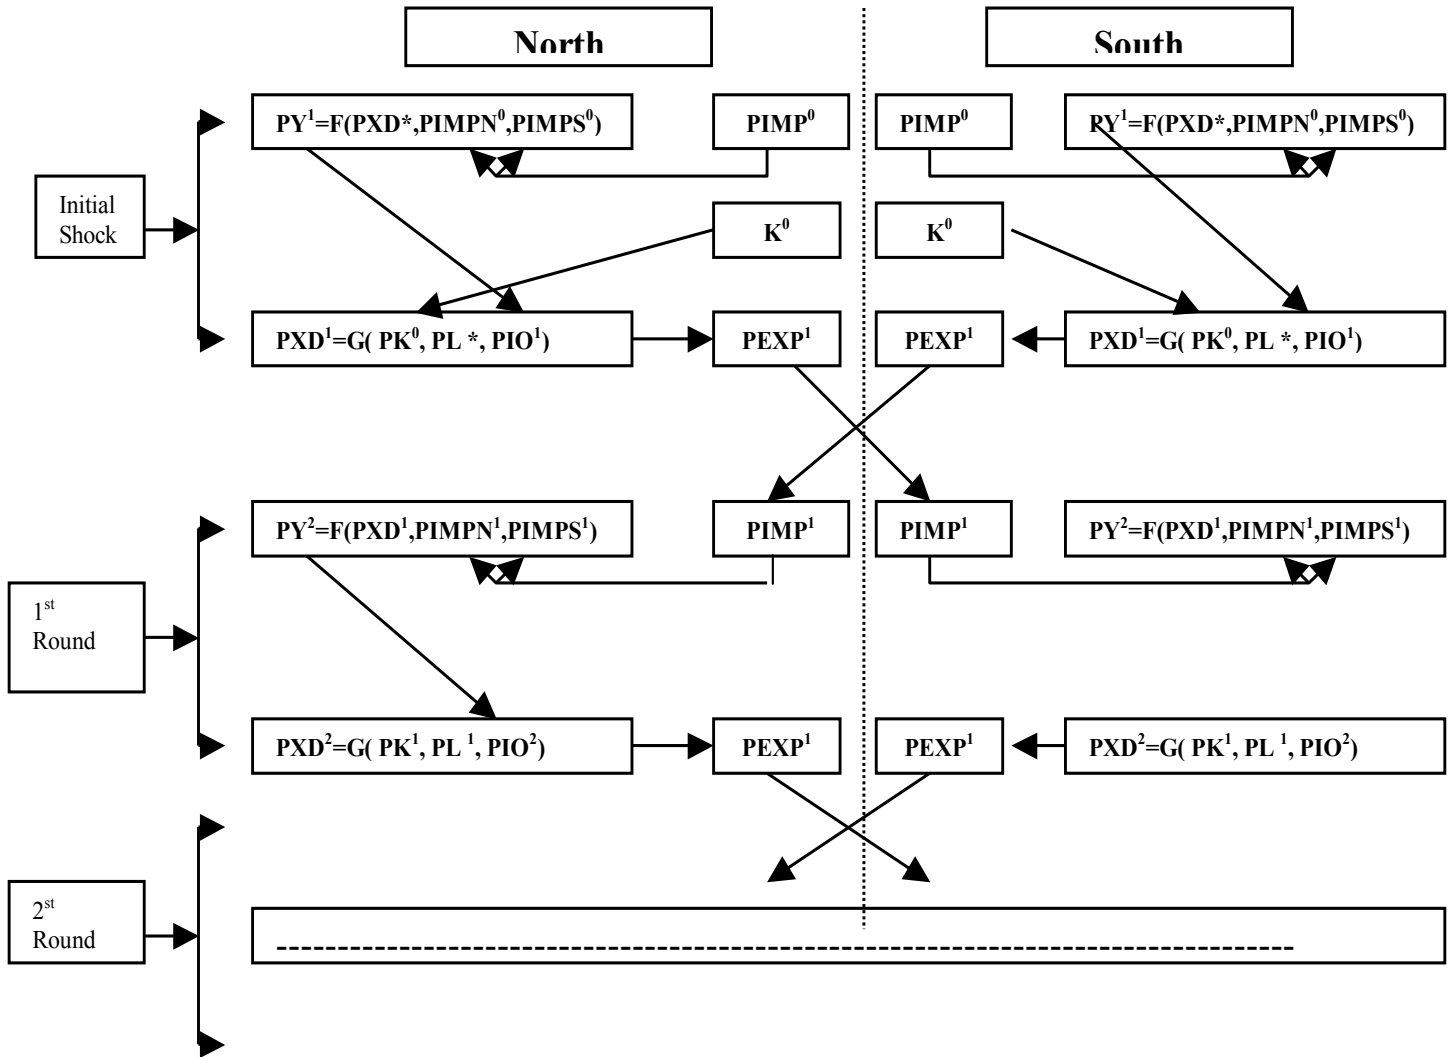 North South
PY¹=F(PXD*,PIMPN⁰,PIMPS⁰) PIMP⁰ PIMP⁰ PY¹=F(PXD*,PIMPN⁰,PIMPS⁰)
Initial
Shock
K⁰ K⁰
PXD¹=G( PK⁰, PL *, PIO¹) PEXP¹ PEXP¹ PXD¹=G( PK⁰, PL *, PIO¹)
PY²=F(PXD¹,PIMPN¹,PIMPS¹) PIMP¹ PIMP¹ PY²=F(PXD¹,PIMPN¹,PIMPS¹)
1st
Round
PXD²=G( PK¹, PL ¹, PIO²) PEXP¹ PEXP¹ PXD²=G( PK¹, PL ¹, PIO²)
2st
Round